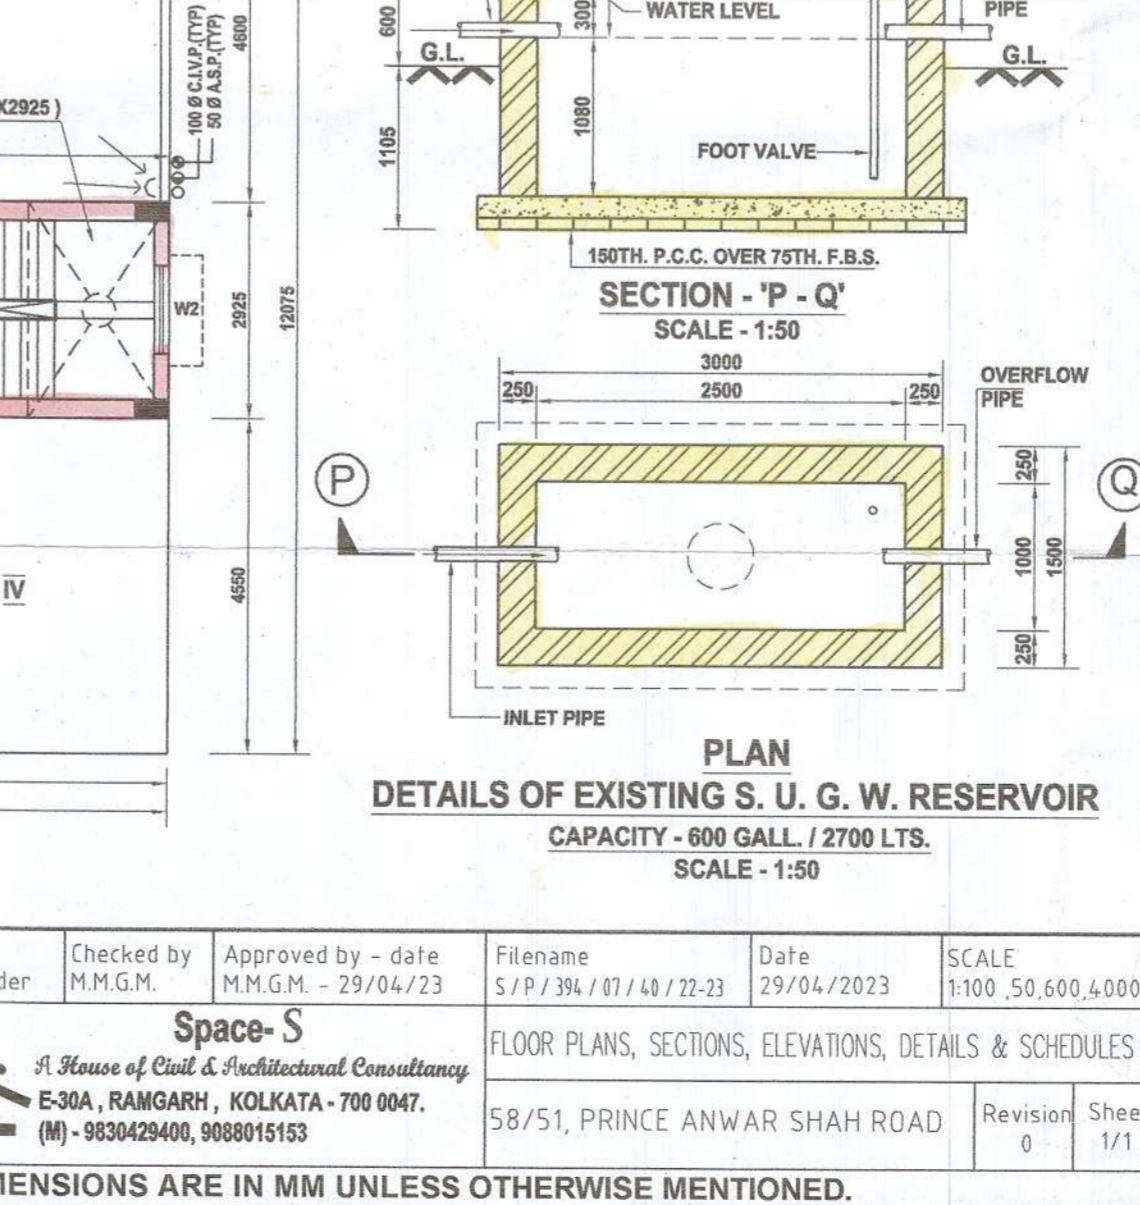 600
300
WATER LEVEL
PIPE
G.L.
G.L.
100 Ø C.I.V.P.(TYP)
50 Ø A.S.P.(TYP)
4600
X2925 )
1105
1080
FOOT VALVE
150TH. P.C.C. OVER 75TH. F.B.S.
SECTION - 'P - Q'
SCALE - 1:50
W2
2925
12075
3000
250
2500
250
OVERFLOW
PIPE
P
Q
250
1000
1500
250
IV
4550
INLET PIPE
PLAN
DETAILS OF EXISTING S. U. G. W. RESERVOIR
CAPACITY - 600 GALL. / 2700 LTS.
SCALE - 1:50
der
Checked by
M.M.G.M.
Approved by - date
M.M.G.M. - 29/04/23
Filename
S / P / 394 / 07 / 40 / 22-23
Date
29/04/2023
SCALE
1:100 ,50,600,4000
Space- S
A House of Civil & Architectural Consultancy
E-30A , RAMGARH , KOLKATA - 700 0047.
(M) - 9830429400, 9088015153
FLOOR PLANS, SECTIONS, ELEVATIONS, DETAILS & SCHEDULES
58/51, PRINCE ANWAR SHAH ROAD
Revision
0
Shee
1/1
MENSIONS ARE IN MM UNLESS OTHERWISE MENTIONED.